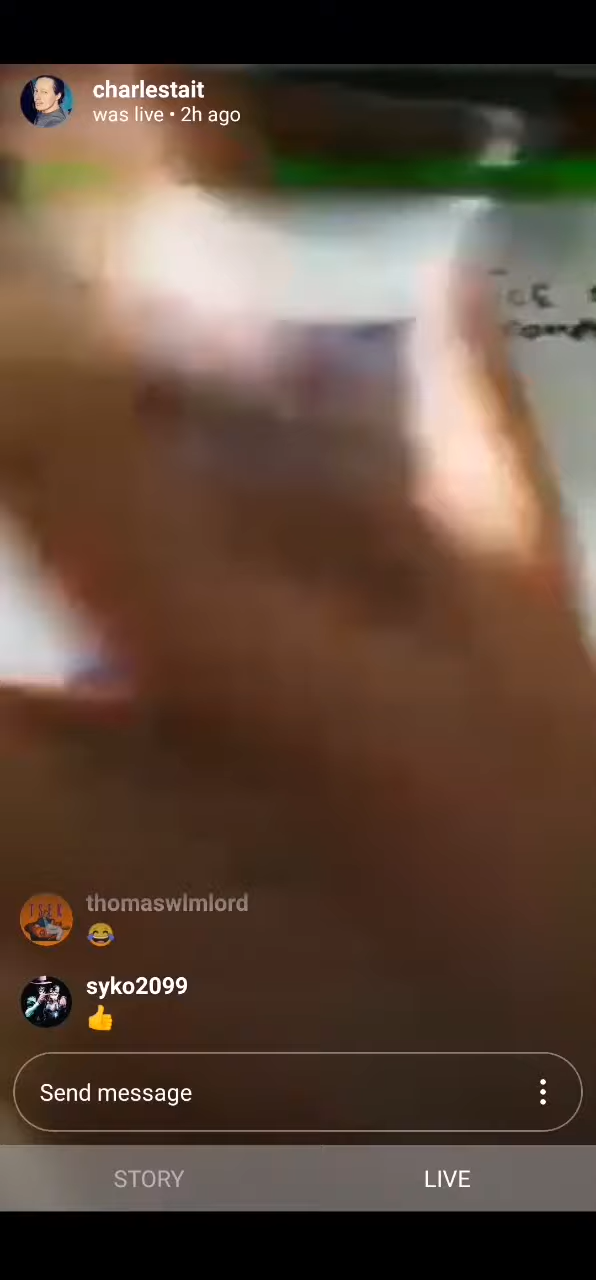 charlestait
was live • 2h ago
thomaswlmlord
😂
syko2099
👍
Send message
STORY
LIVE